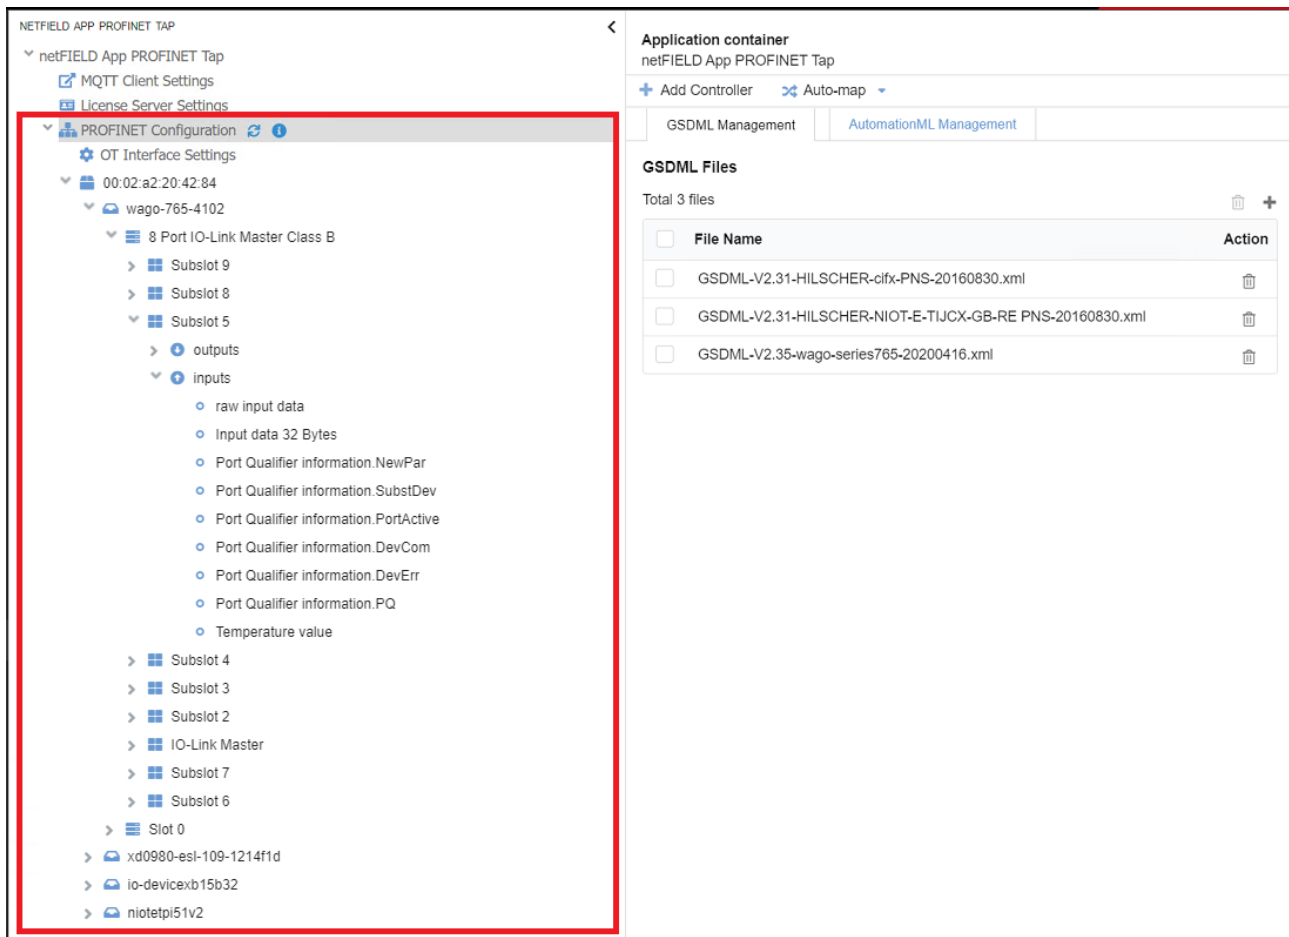 NETFIELD APP PROFINET TAP
netFIELD App PROFINET Tap
MQTT Client Settings
License Server Settings
PROFINET Configuration
OT Interface Settings
00:02:a2:20:42:84
wago-765-4102
8 Port IO-Link Master Class B
Subslot 9
Subslot 8
Subslot 5
outputs
inputs
raw input data
Input data 32 Bytes
Port Qualifier information.NewPar
Port Qualifier information.SubstDev
Port Qualifier information.PortActive
Port Qualifier information.DevCom
Port Qualifier information.DevErr
Port Qualifier information.PQ
Temperature value
Subslot 4
Subslot 3
Subslot 2
IO-Link Master
Subslot 7
Subslot 6
Slot 0
xd0980-esl-109-1214f1d
io-devicexb15b32
niotetpi51v2
Application container
netFIELD App PROFINET Tap
Add Controller Auto-map
GSDML Management AutomationML Management
GSDML Files
Total 3 files
File Name Action
GSDML-V2.31-HILSCHER-cifx-PNS-20160830.xml
GSDML-V2.31-HILSCHER-NIOT-E-TIJCX-GB-RE PNS-20160830.xml
GSDML-V2.35-wago-series765-20200416.xml